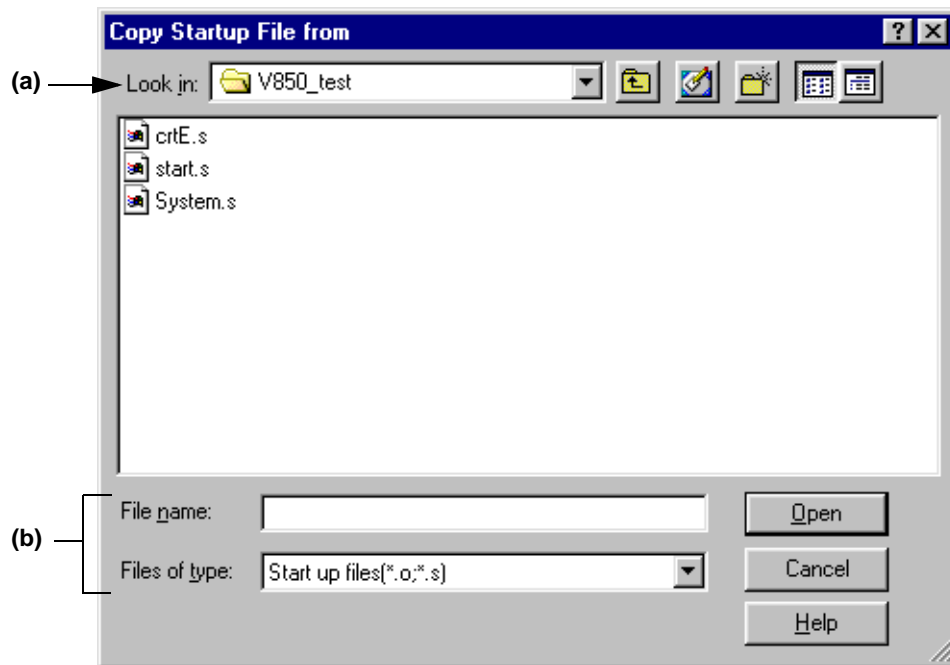 Copy Startup File from
(a)
Look in: V850_test
crtE.s
start.s
System.s
(b)
File name:
Open
Files of type: Start up files(*.o;*.s)
Cancel
Help